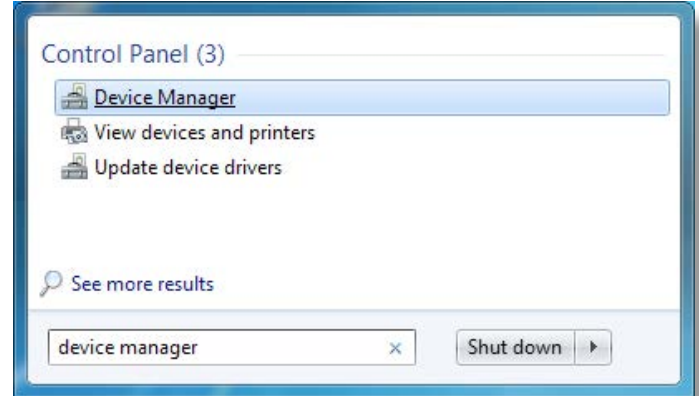 Control Panel (3)
Device Manager
View devices and printers
Update device drivers
See more results
device manager
Shut down